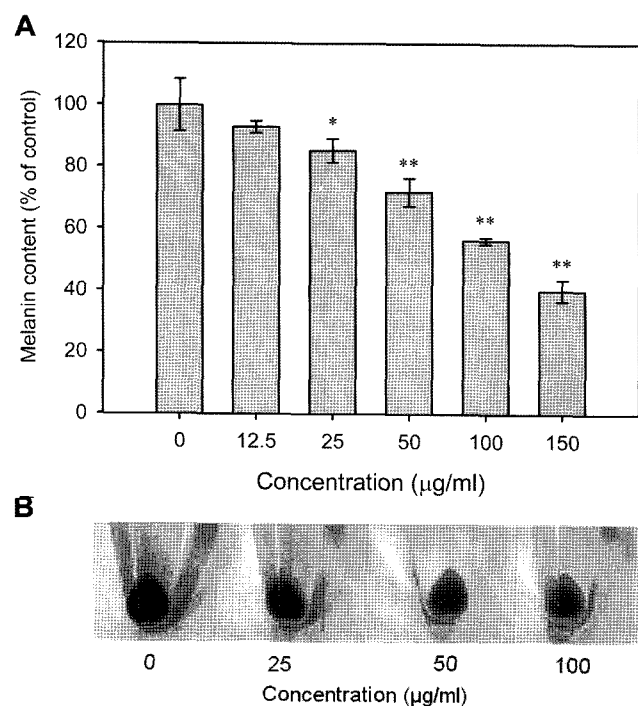 A
Melanin content (% of control)
120
100
80
60
40
20
0
*
**
**
**
0 12.5 25 50 100 150
Concentration (μg/ml)
B
0 25 50 100
Concentration (μg/ml)